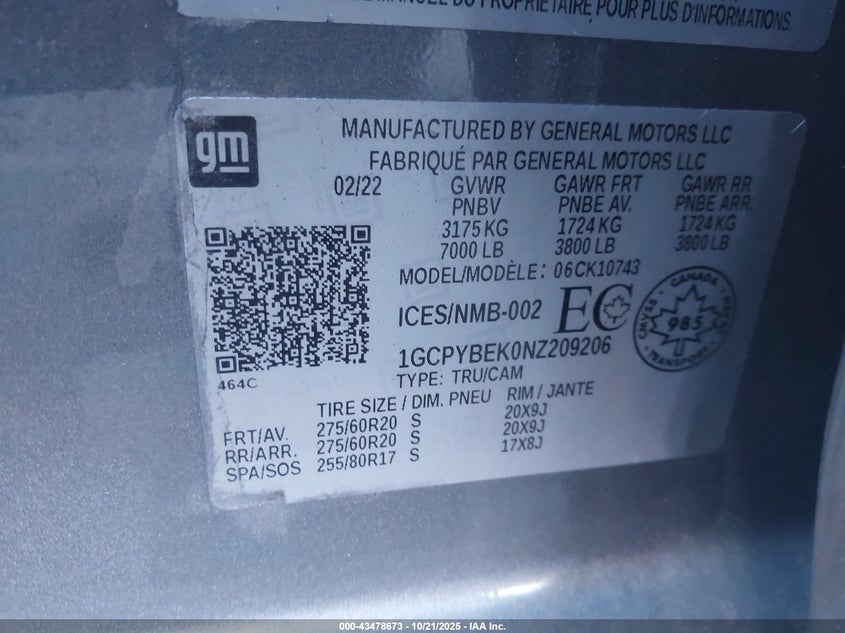 MANUEL DU PROPRIÉTAIRE POUR PLUS D'INFORMATIONS
gm
MANUFACTURED BY GENERAL MOTORS LLC
FABRIQUÉ PAR GENERAL MOTORS LLC
02/22 GVWR GAWR FRT GAWR RR
PNBV PNBE AV. PNBE ARR.
3175 KG 1724 KG 1724 KG
7000 LB 3800 LB 3800 LB
MODEL/MODÈLE: 06CK10743
ICES/NMB-002 EC
CANADA
985
TRANSPORT
1GCPYBEK0NZ209206
464C
TYPE: TRU/CAM
TIRE SIZE / DIM. PNEU RIM / JANTE
FRT/AV. 275/60R20 S 20X9J
RR/ARR. 275/60R20 S 20X9J
SPA/SOS 255/80R17 S 17X8J
000-43478673 - 10/21/2025 - IAA Inc.